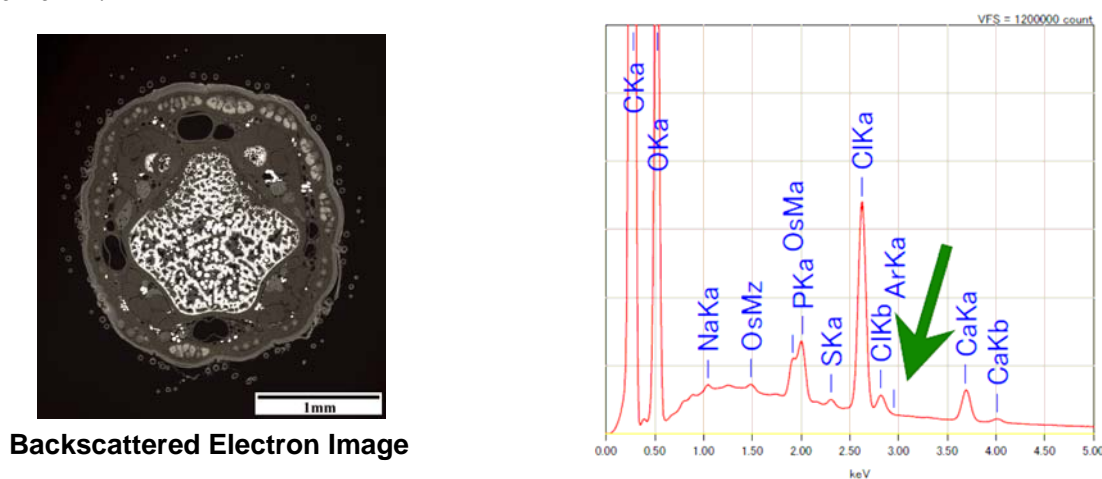 1mm
Backscattered Electron Image
VFS = 1200000 count
CKa
OKa
NaKa
OsMz
PKa
OsMa
SKa
ClKa
ClKb
ArKa
CaKa
CaKb
0.00 0.50 1.00 1.50 2.00 2.50 3.00 3.50 4.00 4.50 5.00
keV